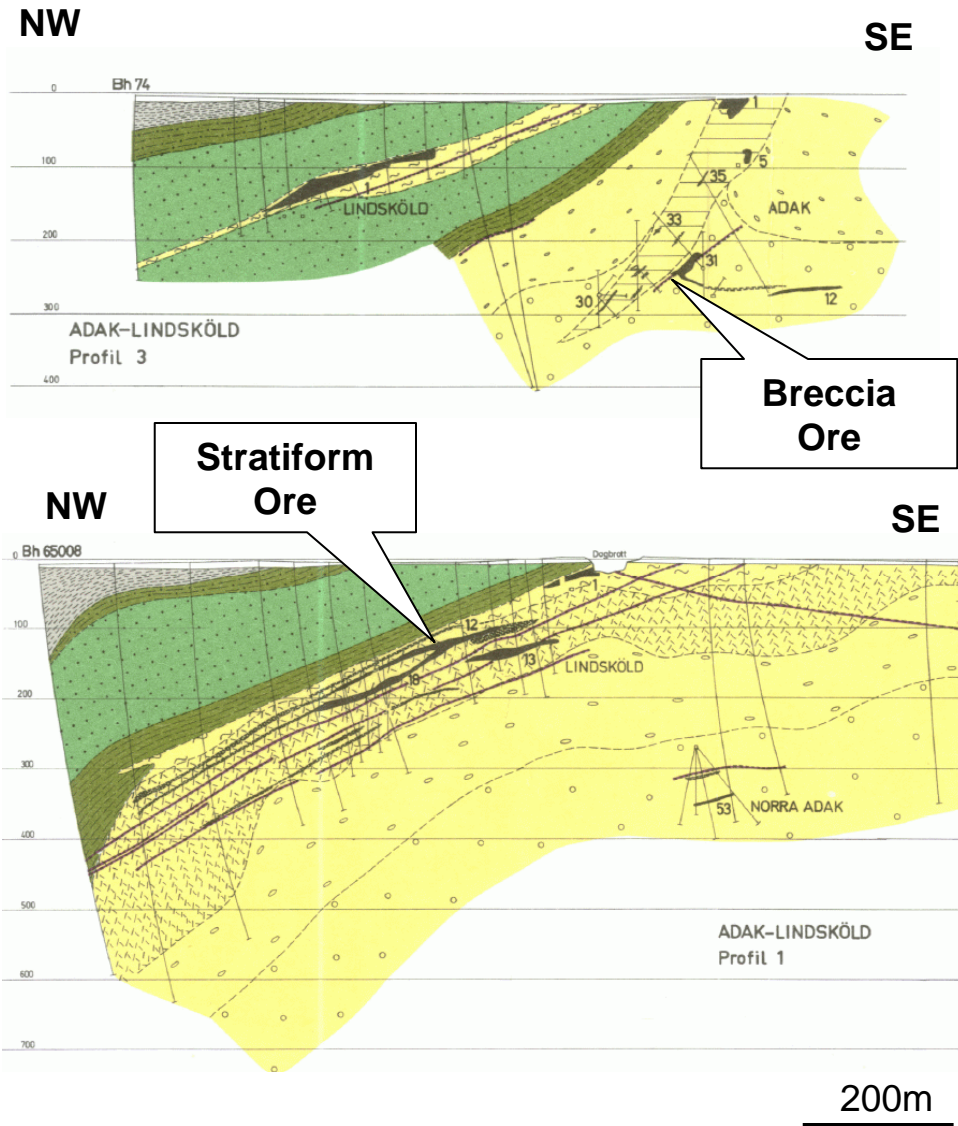 NW
SE
Bh 74
0
100
200
300
400
1
5
35
33
31
30
12
1
LINDSKÖLD
ADAK
ADAK-LINDSKÖLD
Profil 3
Breccia
Ore
Stratiform
Ore
NW
SE
Bh 65008
Dagbrott
0
100
200
300
400
500
600
700
1
12
13
18
LINDSKÖLD
53
NORRA ADAK
ADAK-LINDSKÖLD
Profil 1
200m